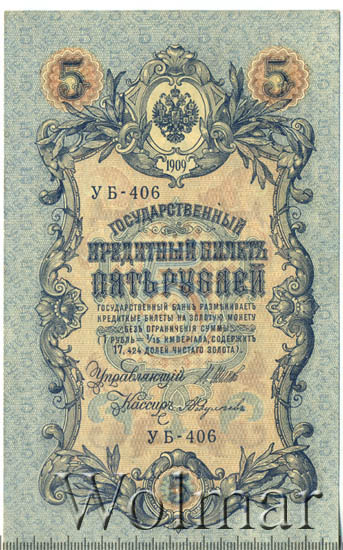 5 5
1909
УБ-406
ГОСУДАРСТВЕННЫЙ
КРЕДИТНЫЙ БИЛЕТЪ
ПЯТЬ РУБЛЕЙ
ГОСУДАРСТВЕННЫЙ БАНКЪ РАЗМѢНИВАЕТЪ
КРЕДИТНЫЕ БИЛЕТЫ НА ЗОЛОТУЮ МОНЕТУ
БЕЗЪ ОГРАНИЧЕНІЯ СУММЫ
(1 РУБЛЬ = 1/15 ИМПЕРІАЛА, СОДЕРЖИТЪ
17,424 ДОЛЕЙ ЧИСТАГО ЗОЛОТА).
Управляющій
Кассиръ
УБ-406
5
Wolmar